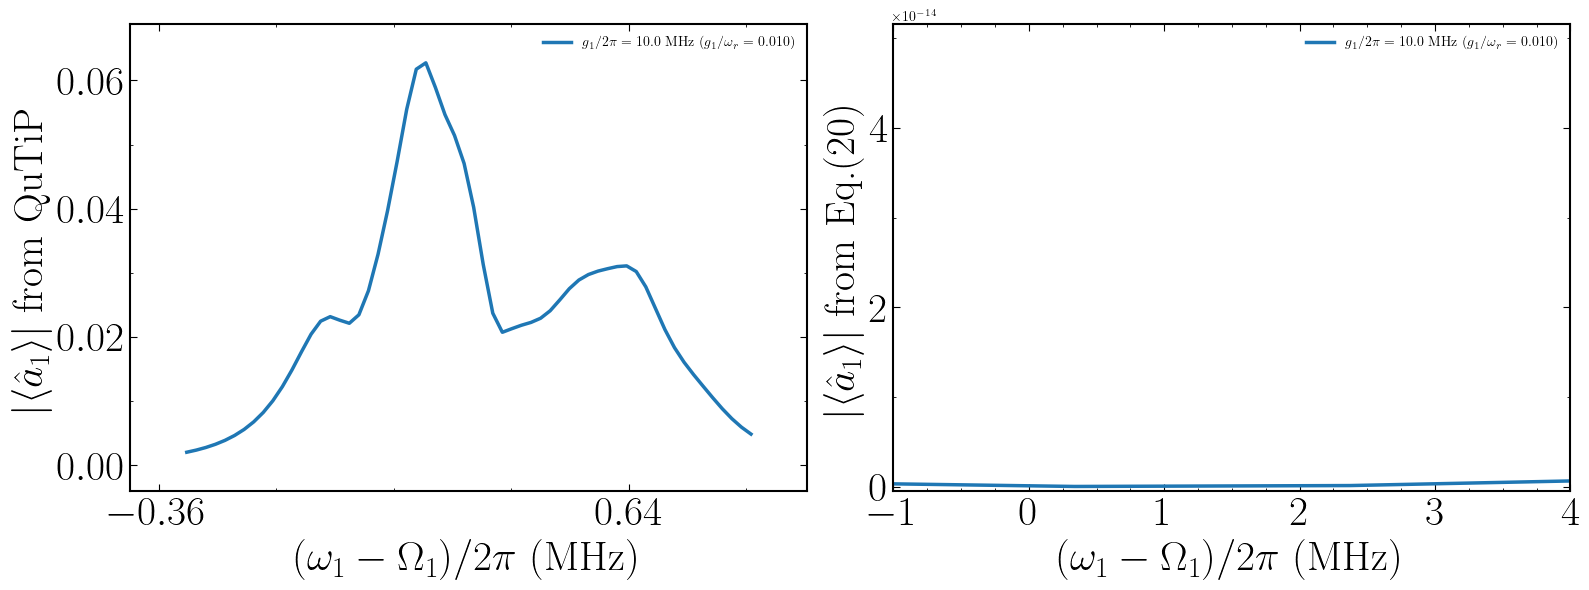 g₁/2π = 10.0 MHz (g₁/ωᵣ = 0.010)
|⟨â₁⟩| from QuTiP
0.06
0.04
0.02
0.00
−0.36
0.64
(ω₁ − Ω₁)/2π (MHz)
×10⁻¹⁴
g₁/2π = 10.0 MHz (g₁/ωᵣ = 0.010)
|⟨â₁⟩| from Eq.(20)
4
2
0
−1
0
1
2
3
4
(ω₁ − Ω₁)/2π (MHz)